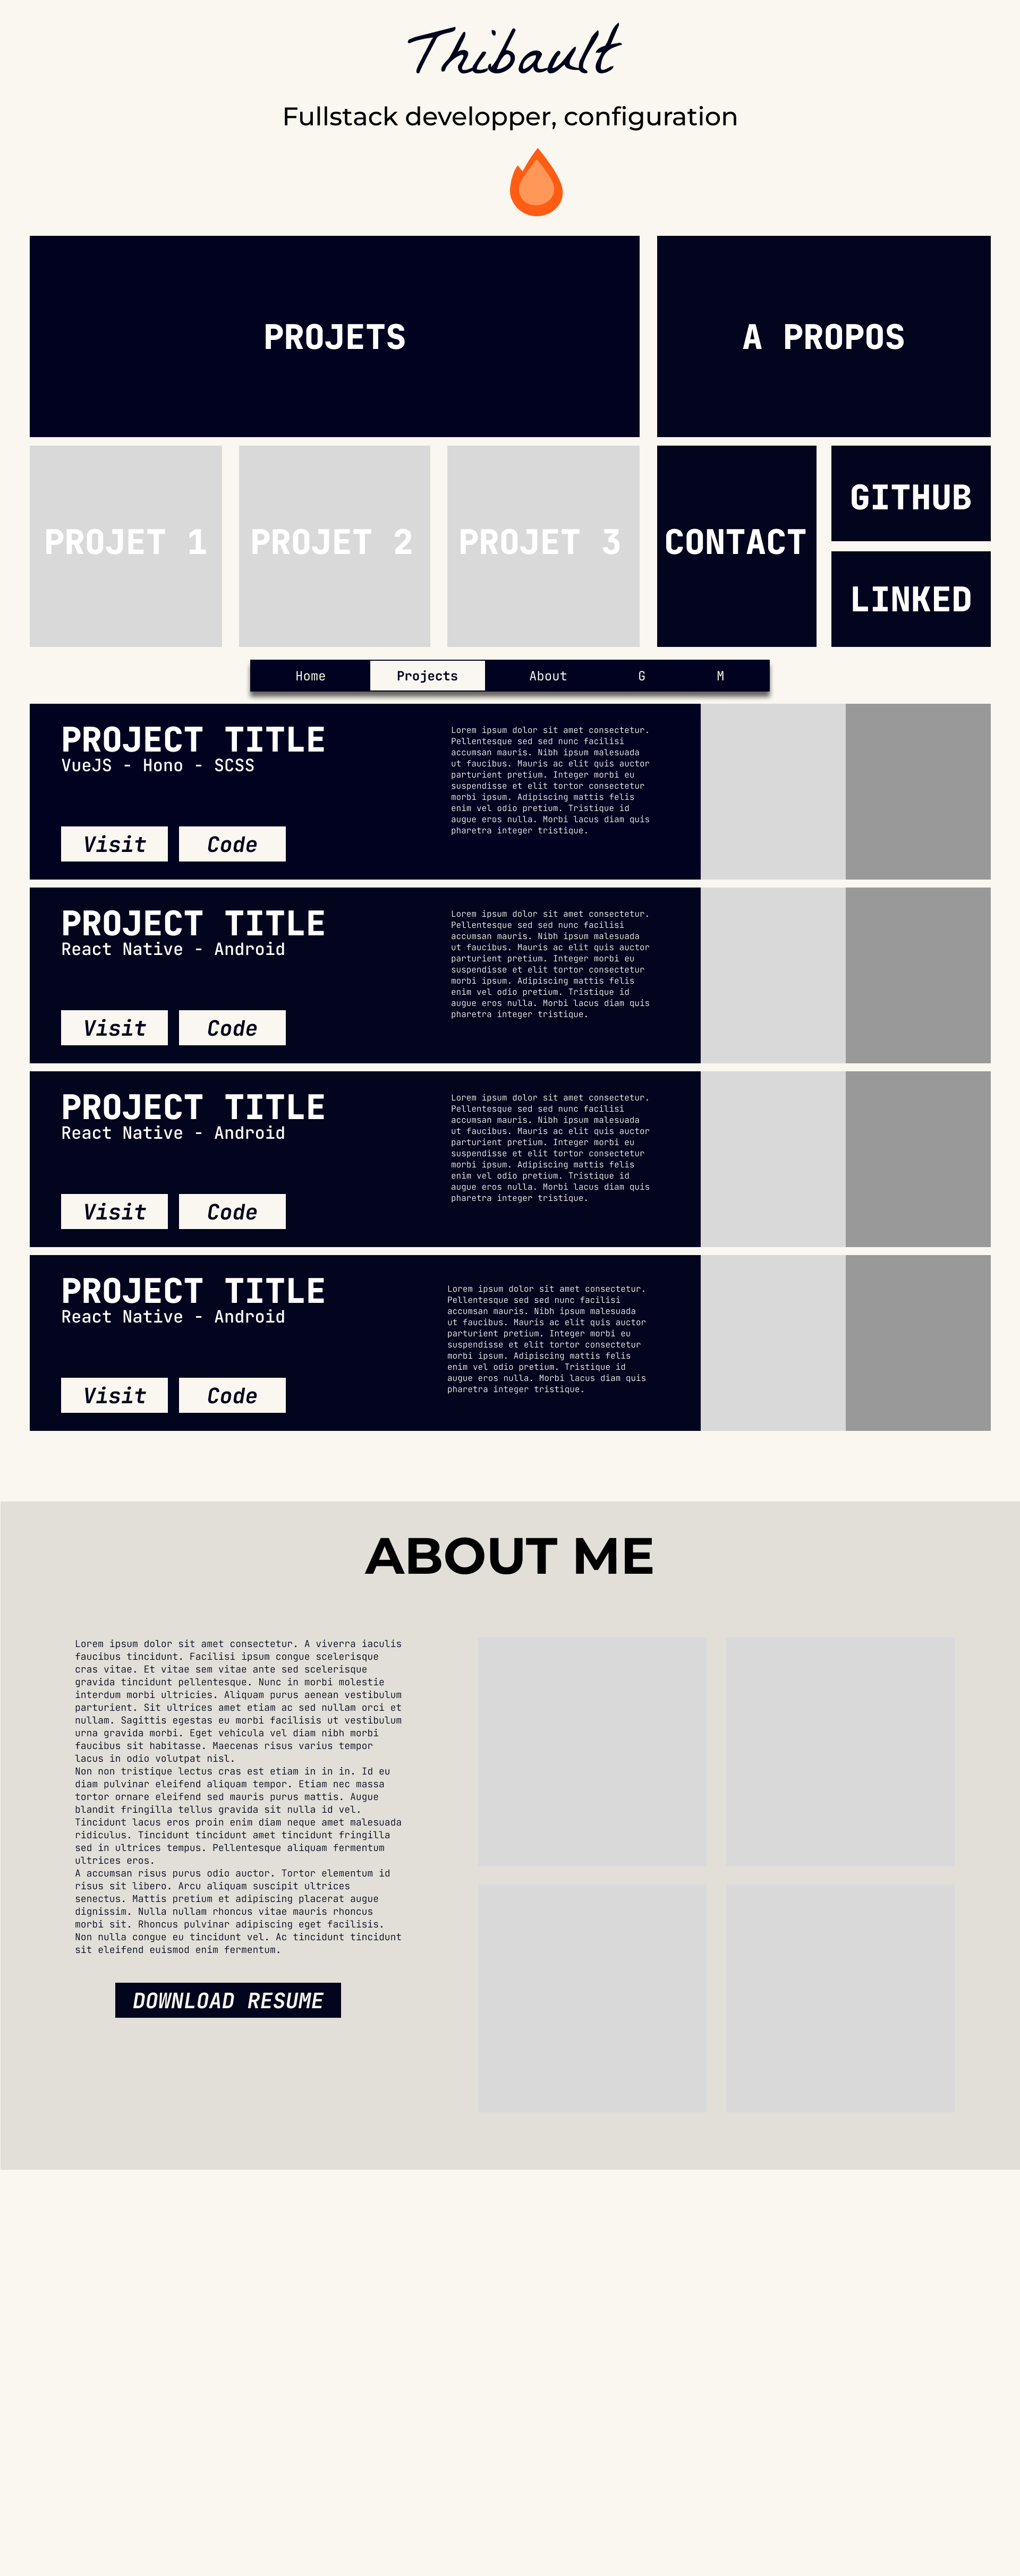 Thibault
Fullstack developper, configuration
PROJETS
A PROPOS
PROJET 1
PROJET 2
PROJET 3
CONTACT
GITHUB
LINKED
Home
Projects
About
G
M
PROJECT TITLE
VueJS - Hono - SCSS
Visit
Code
Lorem ipsum dolor sit amet consectetur.
Pellentesque sed sed nunc facilisi
accumsan mauris. Nibh ipsum malesuada
ut faucibus. Mauris ac elit quis auctor
parturient pretium. Integer morbi eu
suspendisse et elit tortor consectetur
morbi ipsum. Adipiscing mattis felis
enim vel odio pretium. Tristique id
augue eros nulla. Morbi lacus diam quis
pharetra integer tristique.
PROJECT TITLE
React Native - Android
Visit
Code
Lorem ipsum dolor sit amet consectetur.
Pellentesque sed sed nunc facilisi
accumsan mauris. Nibh ipsum malesuada
ut faucibus. Mauris ac elit quis auctor
parturient pretium. Integer morbi eu
suspendisse et elit tortor consectetur
morbi ipsum. Adipiscing mattis felis
enim vel odio pretium. Tristique id
augue eros nulla. Morbi lacus diam quis
pharetra integer tristique.
PROJECT TITLE
React Native - Android
Visit
Code
Lorem ipsum dolor sit amet consectetur.
Pellentesque sed sed nunc facilisi
accumsan mauris. Nibh ipsum malesuada
ut faucibus. Mauris ac elit quis auctor
parturient pretium. Integer morbi eu
suspendisse et elit tortor consectetur
morbi ipsum. Adipiscing mattis felis
enim vel odio pretium. Tristique id
augue eros nulla. Morbi lacus diam quis
pharetra integer tristique.
PROJECT TITLE
React Native - Android
Visit
Code
Lorem ipsum dolor sit amet consectetur.
Pellentesque sed sed nunc facilisi
accumsan mauris. Nibh ipsum malesuada
ut faucibus. Mauris ac elit quis auctor
parturient pretium. Integer morbi eu
suspendisse et elit tortor consectetur
morbi ipsum. Adipiscing mattis felis
enim vel odio pretium. Tristique id
augue eros nulla. Morbi lacus diam quis
pharetra integer tristique.
ABOUT ME
Lorem ipsum dolor sit amet consectetur. A viverra iaculis
faucibus tincidunt. Facilisi ipsum congue scelerisque
cras vitae. Et vitae sem vitae ante sed scelerisque
gravida tincidunt pellentesque. Nunc in morbi molestie
interdum morbi ultricies. Aliquam purus aenean vestibulum
parturient. Sit ultrices amet etiam ac sed nullam orci et
nullam. Sagittis egestas eu morbi facilisis ut vestibulum
urna gravida morbi. Eget vehicula vel diam nibh morbi
faucibus sit habitasse. Maecenas risus varius tempor
lacus in odio volutpat nisl.
Non non tristique lectus cras est etiam in in in. Id eu
diam pulvinar eleifend aliquam tempor. Etiam nec massa
tortor ornare eleifend sed mauris purus mattis. Augue
blandit fringilla tellus gravida sit nulla id vel.
Tincidunt lacus eros proin enim diam neque amet malesuada
ridiculus. Tincidunt tincidunt amet tincidunt fringilla
sed in ultrices tempus. Pellentesque aliquam fermentum
ultrices eros.
A accumsan risus purus odio auctor. Tortor elementum id
risus sit libero. Arcu aliquam suscipit ultrices
senectus. Mattis pretium et adipiscing placerat augue
dignissim. Nulla nullam rhoncus vitae mauris rhoncus
morbi sit. Rhoncus pulvinar adipiscing eget facilisis.
Non nulla congue eu tincidunt vel. Ac tincidunt tincidunt
sit eleifend euismod enim fermentum.
DOWNLOAD RESUME